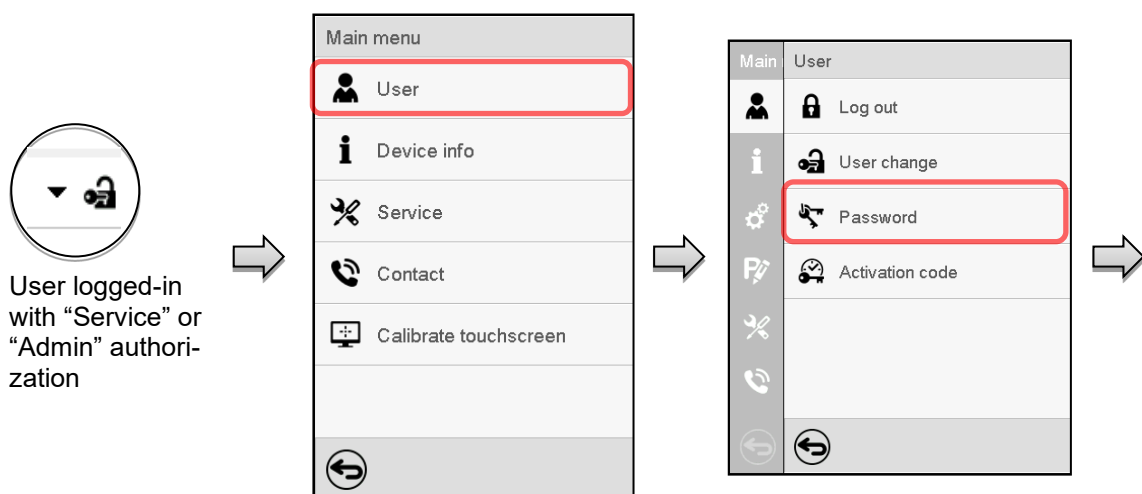 User logged-in
with “Service” or
“Admin” authori-
zation
Main menu
User
Device info
Service
Contact
Calibrate touchscreen
Main
User
Log out
User change
Password
Activation code